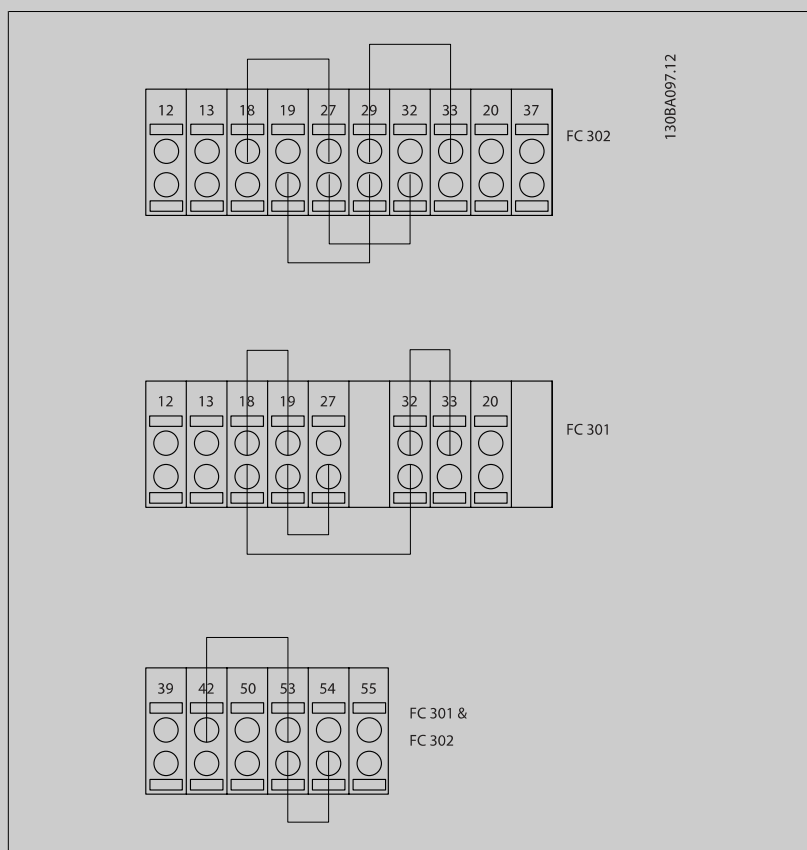 130BA097.12
12 13 18 19 27 29 32 33 20 37
FC 302
12 13 18 19 27 32 33 20
FC 301
39 42 50 53 54 55
FC 301 &
FC 302